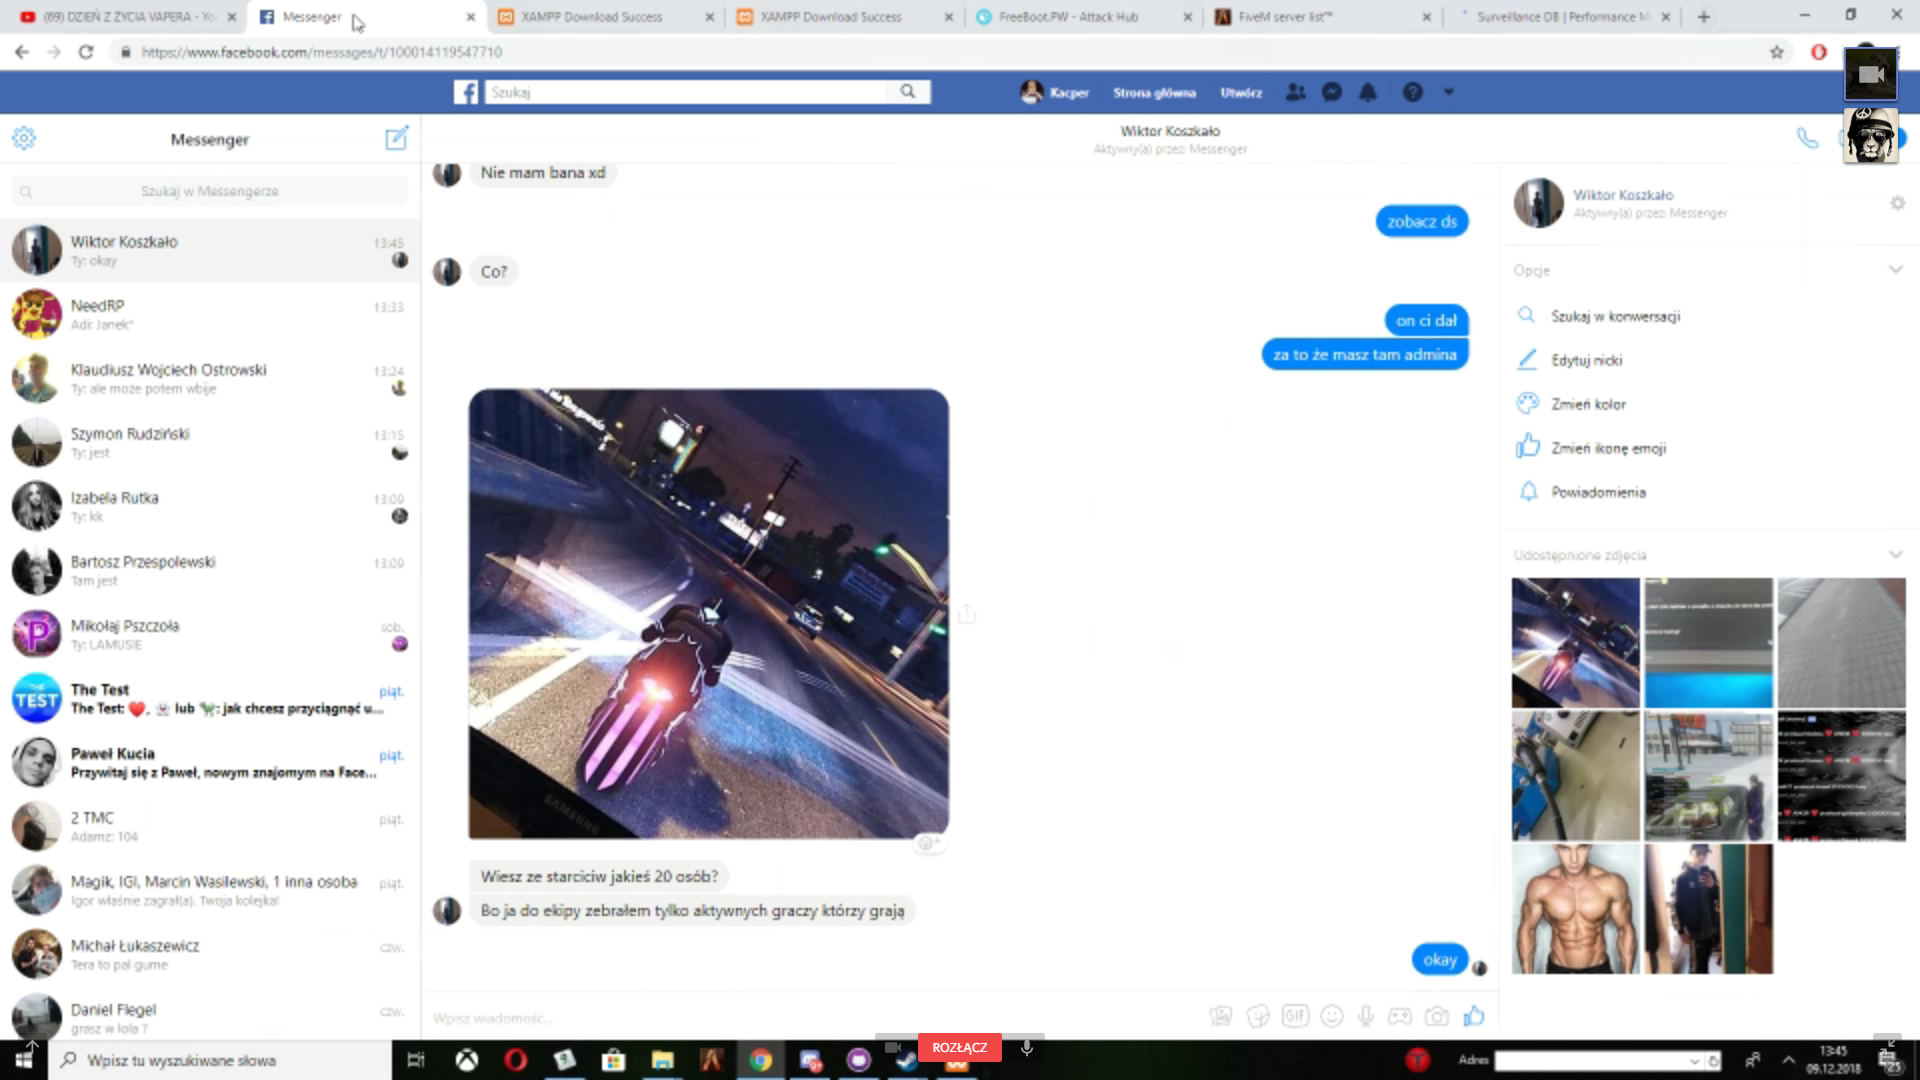 (69) DZIEŃ Z ŻYCIA VAPERA - Yo
Messenger
XAMPP Download Success
XAMPP Download Success
FreeBoot.PW - Attack Hub
FiveM server list™
Surveillance DB | Performance M
https://www.facebook.com/messages/t/100014119547710
Szukaj
Kacper
Strona główna
Utwórz
Messenger
Szukaj w Messengerze
Wiktor Koszkało
13:45
Ty: okay
NeedRP
13:33
Adi: Janek*
Klaudiusz Wojciech Ostrowski
13:24
Ty: ale może potem wbije
Szymon Rudziński
13:15
Ty: jest
Izabela Rutka
13:09
Ty: kk
Bartosz Przespolewski
13:09
Tam jest
Mikołaj Pszczoła
sob.
Ty: LAMUSIE
TEST
The Test
piąt.
The Test: ❤️, lub : jak chcesz przyciągnąć u...
Paweł Kucia
piąt.
Przywitaj się z Paweł, nowym znajomym na Face...
2 TMC
piąt.
Adamz: 104
Magik, IGI, Marcin Wasilewski, 1 inna osoba
piąt.
Igor właśnie zagrał(a). Twoja kolejka!
Michał Łukaszewicz
czw.
Tera to pal gume
Daniel Flegel
czw.
grasz w lola ?
Wiktor Koszkało
Aktywny(a) przez: Messenger
Nie mam bana xd
zobacz ds
Co?
on ci dał
za to że masz tam admina
SAMSUNG
Wiesz ze starciciw jakieś 20 osób?
Bo ja do ekipy zebrałem tylko aktywnych graczy którzy grają
okay
Wpisz wiadomość...
GIF
Wiktor Koszkało
Aktywny(a) przez: Messenger
Opcje
Szukaj w konwersacji
Edytuj nicki
Zmień kolor
Zmień ikonę emoji
Powiadomienia
Udostępnione zdjęcia
ROZŁĄCZ
Wpisz tu wyszukiwane słowa
Adres
13:45
09.12.2018
25